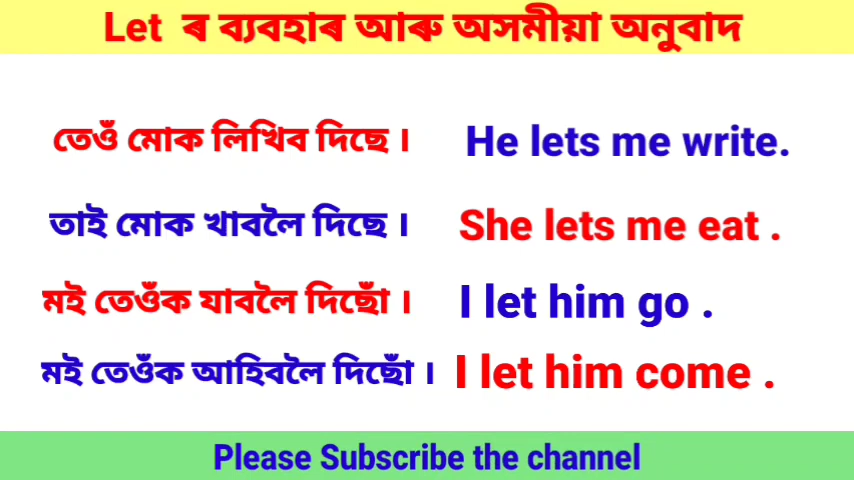 Let ৰ ব্যবহাৰ আৰু অসমীয়া অনুবাদ
তেওঁ মোক লিখিব দিছে । He lets me write.
তাই মোক খাবলৈ দিছে । She lets me eat .
মই তেওঁক যাবলৈ দিছোঁ । I let him go .
মই তেওঁক আহিবলৈ দিছোঁ । I let him come .
Please Subscribe the channel